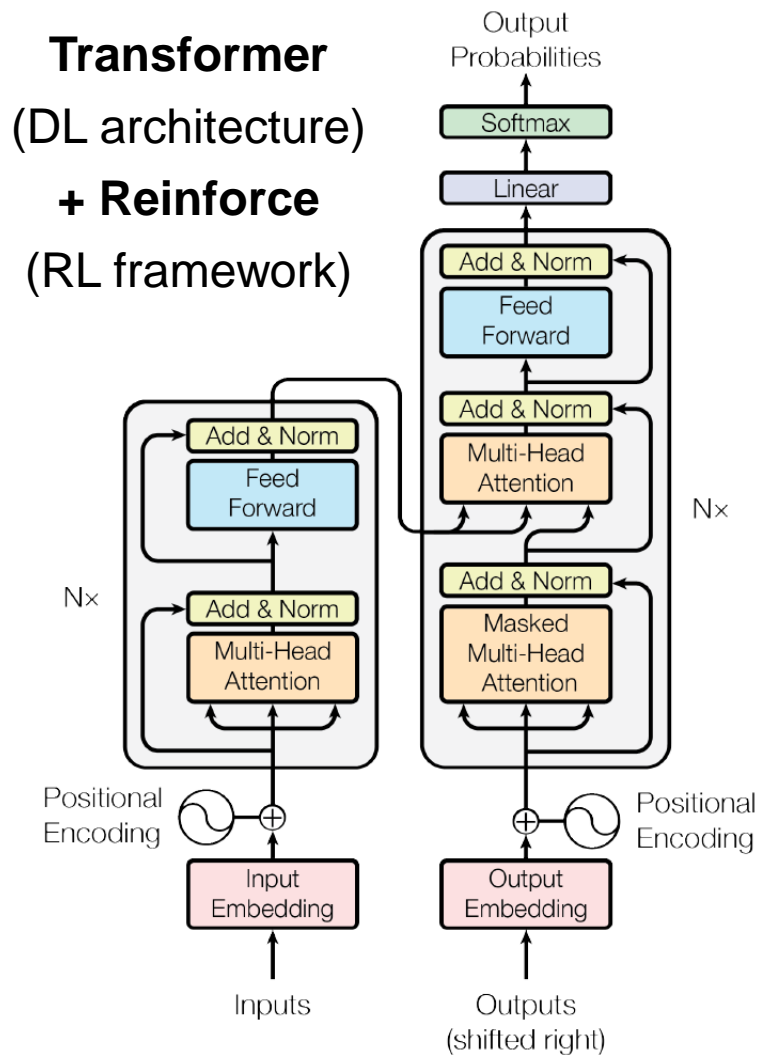 Transformer
(DL architecture)
+ Reinforce
(RL framework)
Output
Probabilities
Softmax
Linear
Add & Norm
Feed
Forward
Add & Norm
Multi-Head
Attention
N×
Add & Norm
Masked
Multi-Head
Attention
Add & Norm
Feed
Forward
N×
Add & Norm
Multi-Head
Attention
Positional
Encoding
Positional
Encoding
Input
Embedding
Output
Embedding
Inputs
Outputs
(shifted right)